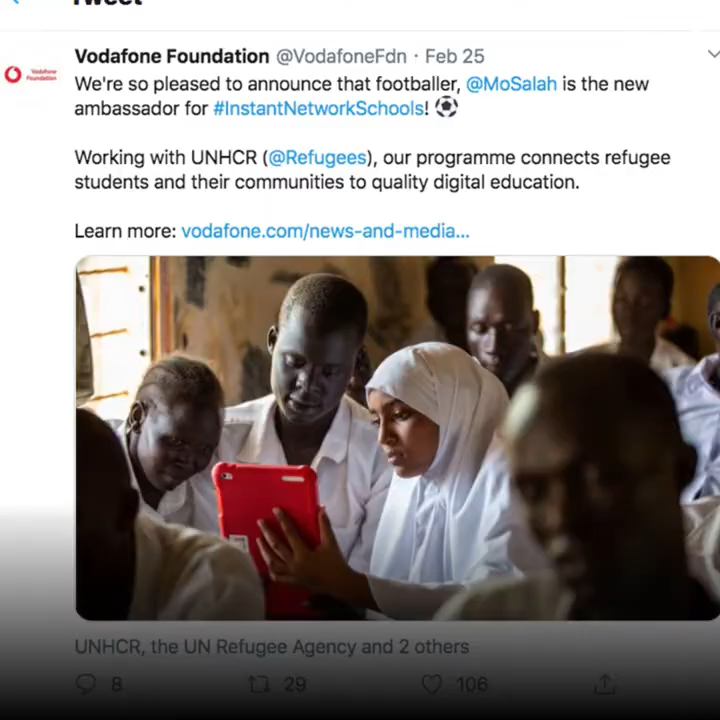 Tweet
Vodafone Foundation @VodafoneFdn · Feb 25
Vodafone
Foundation
We're so pleased to announce that footballer, @MoSalah is the new
ambassador for #InstantNetworkSchools! ⚽
Working with UNHCR (@Refugees), our programme connects refugee
students and their communities to quality digital education.
Learn more: vodafone.com/news-and-media...
UNHCR, the UN Refugee Agency and 2 others
8 29 106